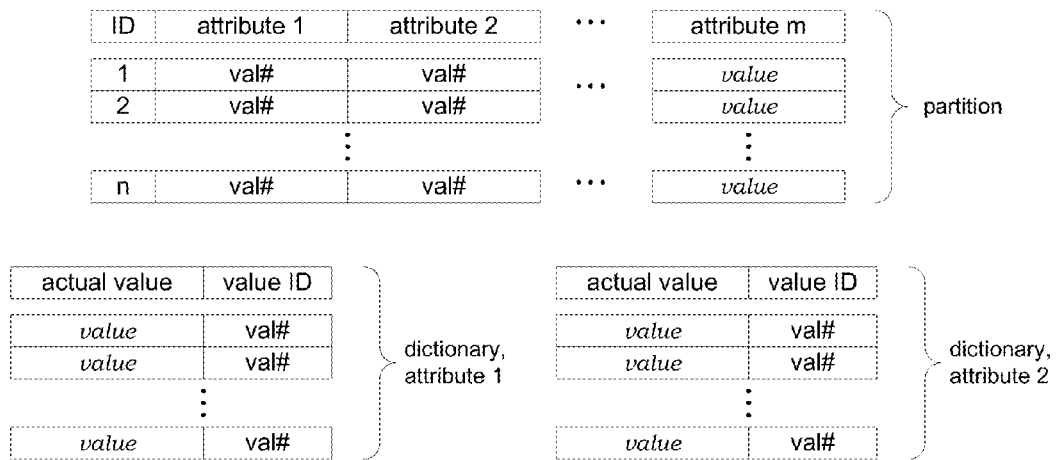 ID attribute 1 attribute 2 ••• attribute m
1 val# val# ••• value
2 val# val# value
partition
n val# val# ••• value
actual value value ID
value val#
value val#
value val#
dictionary,
attribute 1
actual value value ID
value val#
value val#
value val#
dictionary,
attribute 2